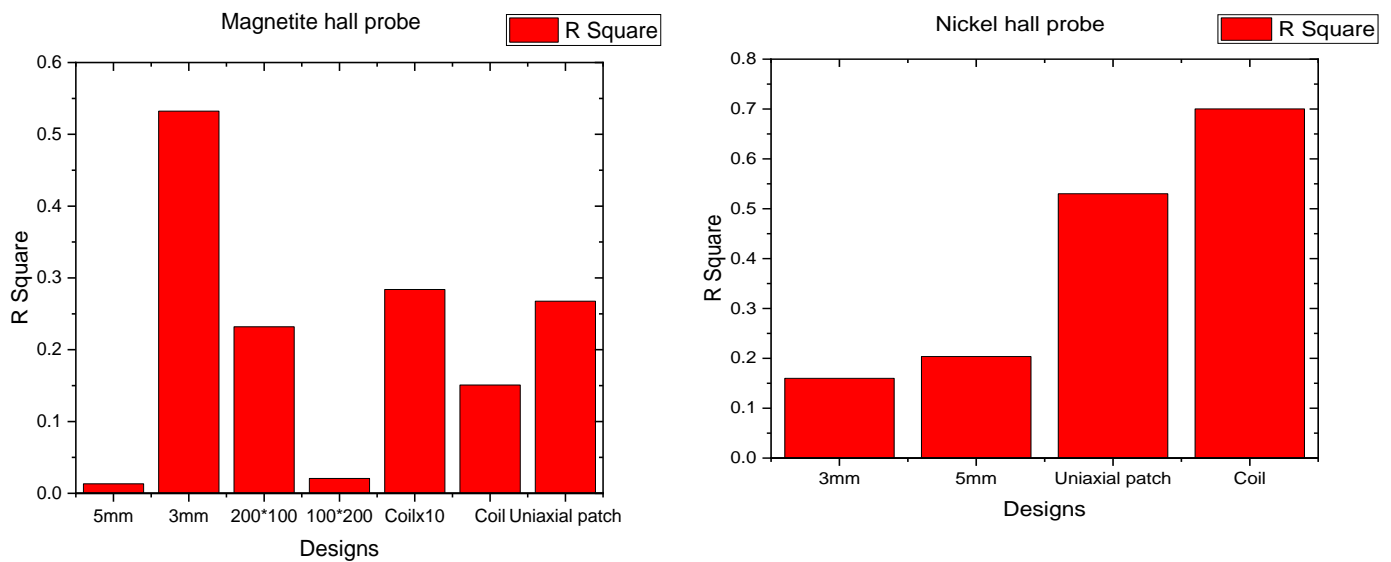 Magnetite hall probe
R Square
0.6
0.5
0.4
0.3
0.2
0.1
0.0
R Square
5mm 3mm 200*100 100*200 Coilx10 Coil Uniaxial patch
Designs
Nickel hall probe
R Square
0.8
0.7
0.6
0.5
0.4
0.3
0.2
0.1
0.0
R Square
3mm 5mm Uniaxial patch Coil
Designs